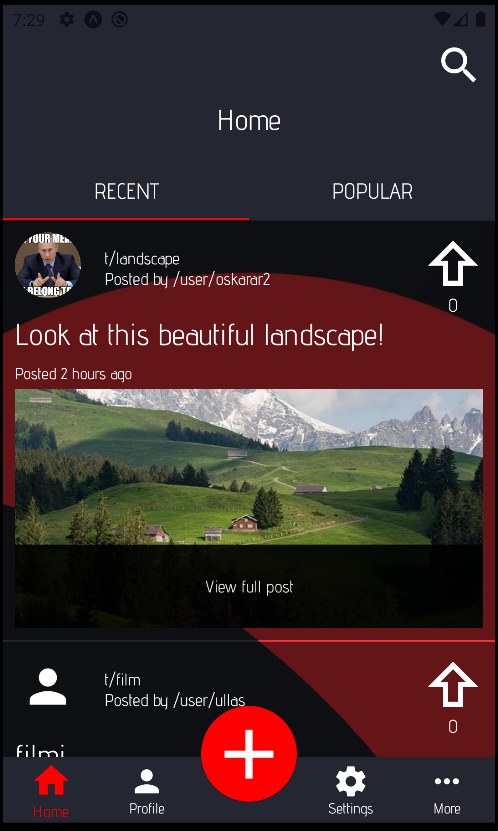 7:29
Home
RECENT
POPULAR
YOUR MEM
BELONG T
t/landscape
Posted by /user/oskarar2
0
Look at this beautiful landscape!
Posted 2 hours ago
View full post
t/film
Posted by /user/ullas
0
filmi
Home
Profile
Settings
More